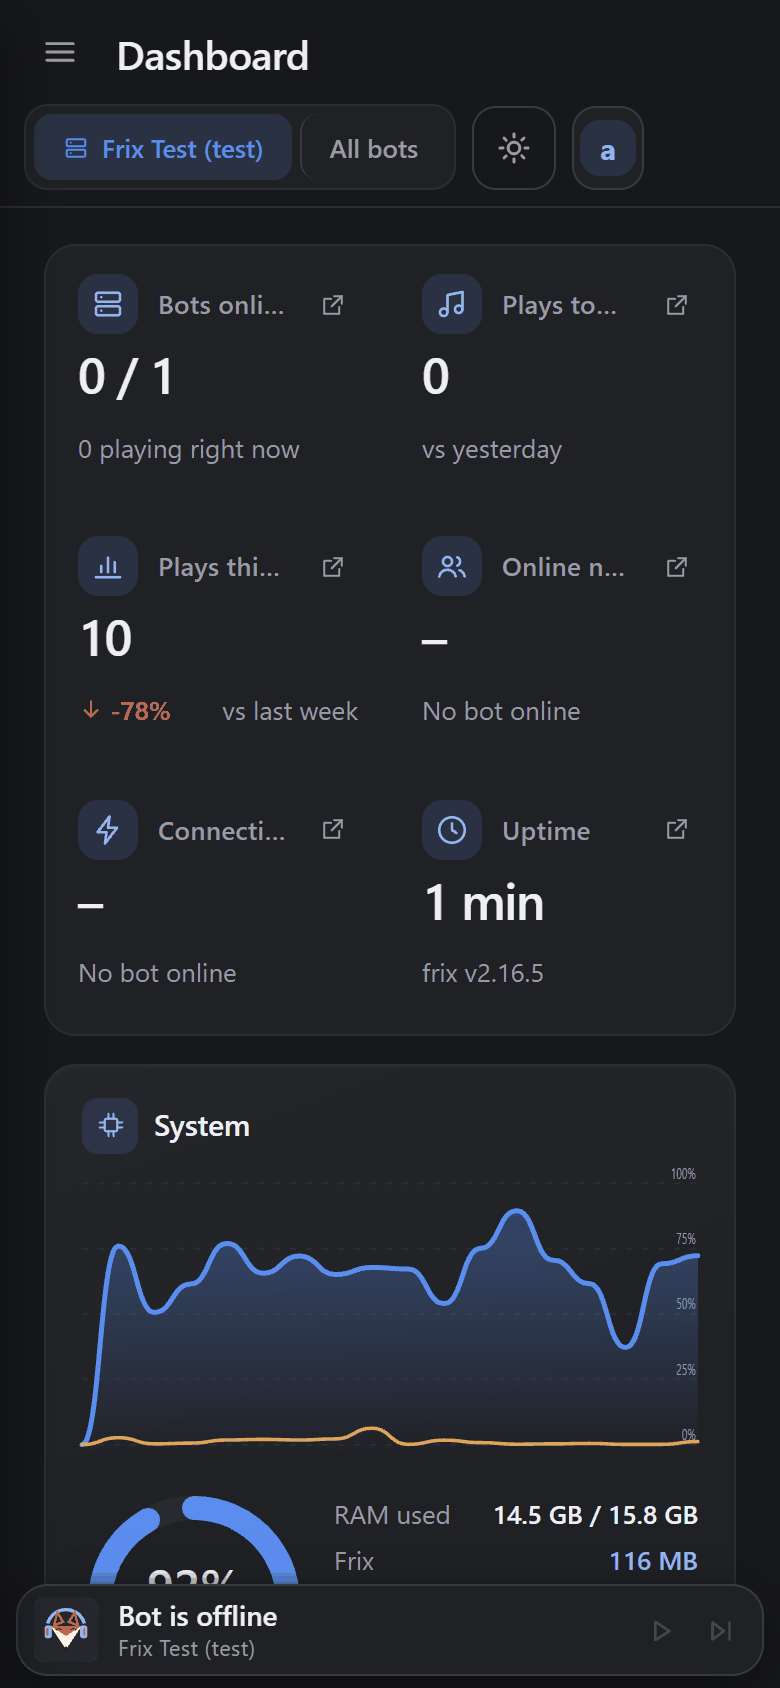 Dashboard
Frix Test (test)
All bots
a
Bots onli...
Plays to...
0 / 1
0
0 playing right now
vs yesterday
Plays thi...
Online n...
10
–
-78%
vs last week
No bot online
Connecti...
Uptime
–
1 min
No bot online
frix v2.16.5
System
100%
75%
50%
25%
0%
RAM used
14.5 GB / 15.8 GB
Frix
116 MB
Bot is offline
Frix Test (test)